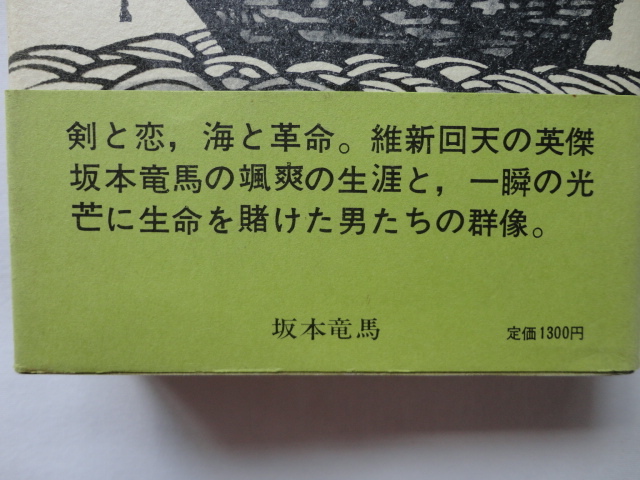 剣と恋，海と革命。維新回天の英傑
坂本竜馬の颯爽の生涯と，一瞬の光
芒に生命を賭けた男たちの群像。
坂本竜馬
定価1300円